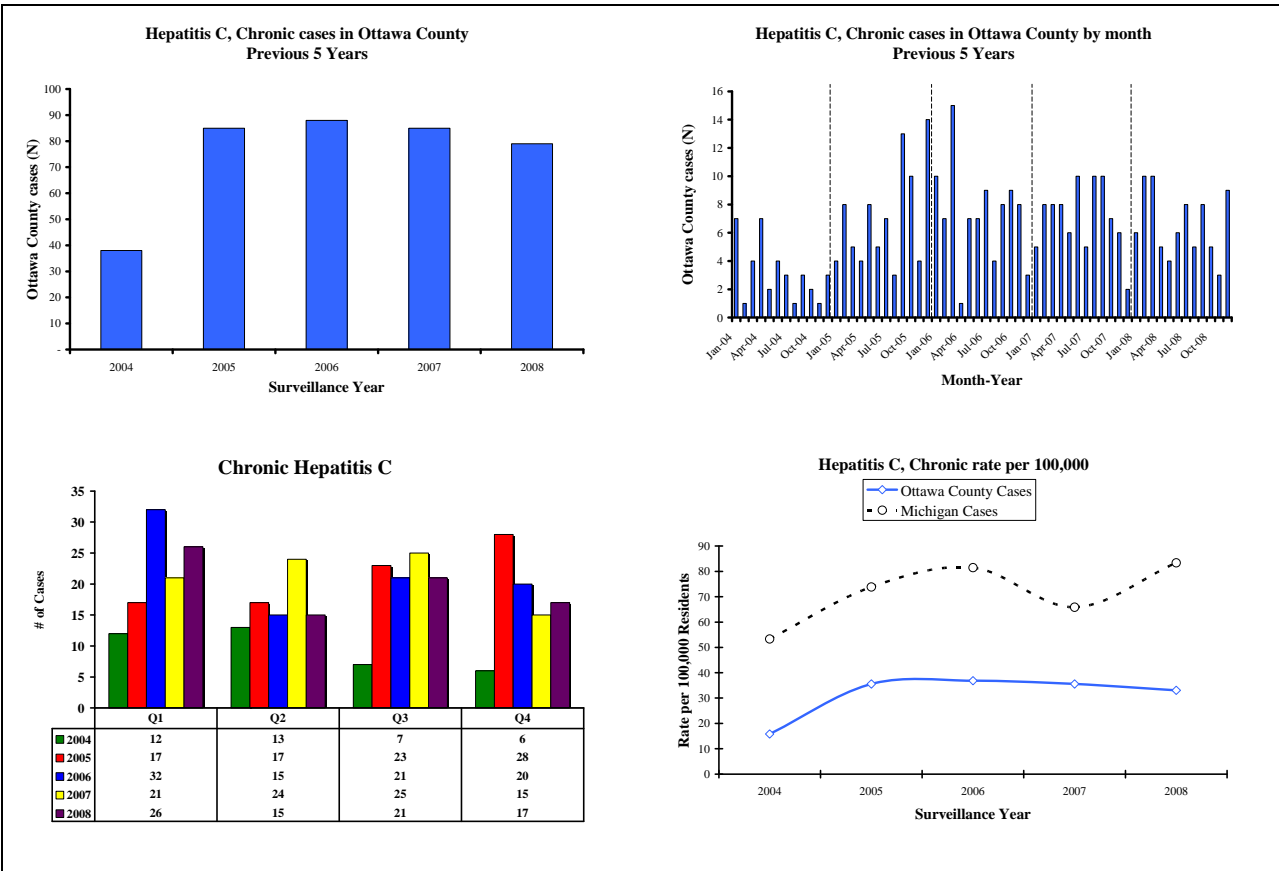 Hepatitis C, Chronic cases in Ottawa County
Previous 5 Years
Ottawa County cases (N)
100
90
80
70
60
50
40
30
20
10
-
2004 2005 2006 2007 2008
Surveillance Year
Hepatitis C, Chronic cases in Ottawa County by month
Previous 5 Years
Ottawa County cases (N)
16
14
12
10
8
6
4
2
0
Jan-04 Apr-04 Jul-04 Oct-04 Jan-05 Apr-05 Jul-05 Oct-05 Jan-06 Apr-06 Jul-06 Oct-06 Jan-07 Apr-07 Jul-07 Oct-07 Jan-08 Apr-08 Jul-08 Oct-08
Month-Year
Chronic Hepatitis C
# of Cases
35
30
25
20
15
10
5
0
Q1 Q2 Q3 Q4
2004 12 13 7 6
2005 17 17 23 28
2006 32 15 21 20
2007 21 24 25 15
2008 26 15 21 17
Hepatitis C, Chronic rate per 100,000
Ottawa County Cases
Michigan Cases
Rate per 100,000 Residents
90
80
70
60
50
40
30
20
10
0
2004 2005 2006 2007 2008
Surveillance Year